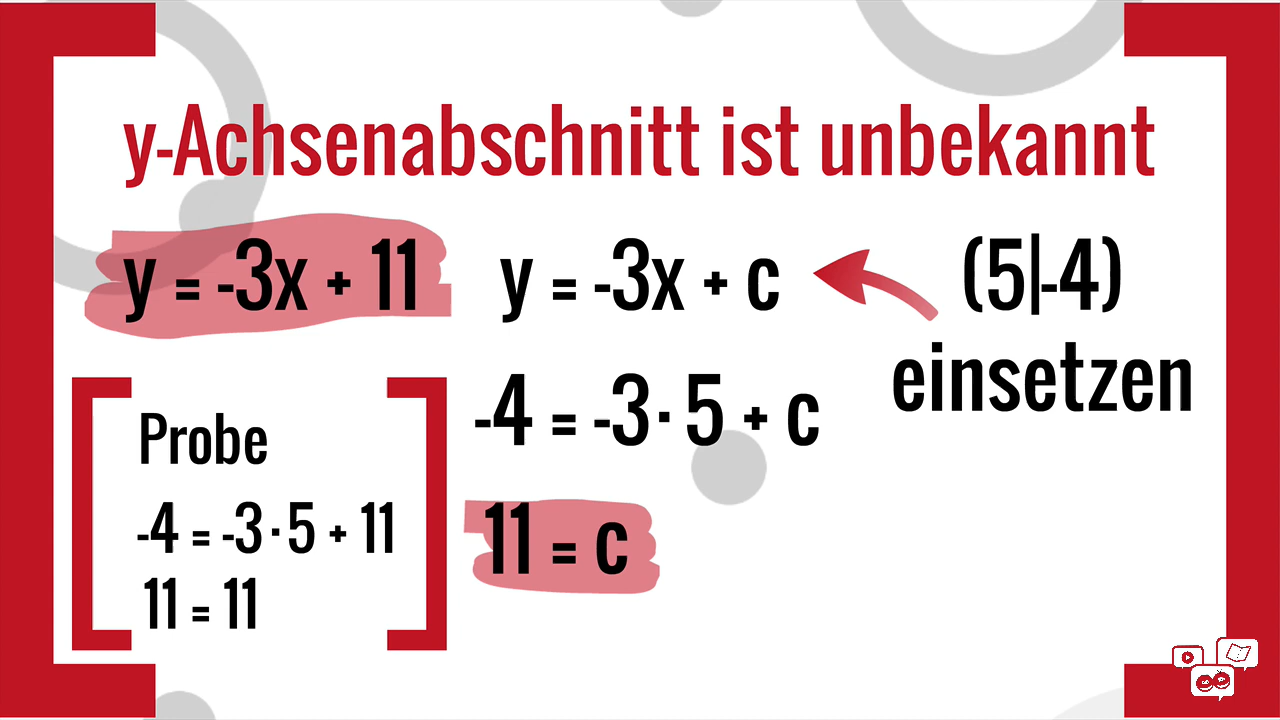 y-Achsenabschnitt ist unbekannt
y = -3x + 11
y = -3x + c
(5|-4)
einsetzen
-4 = -3 · 5 + c
11 = c
Probe
-4 = -3 · 5 + 11
11 = 11